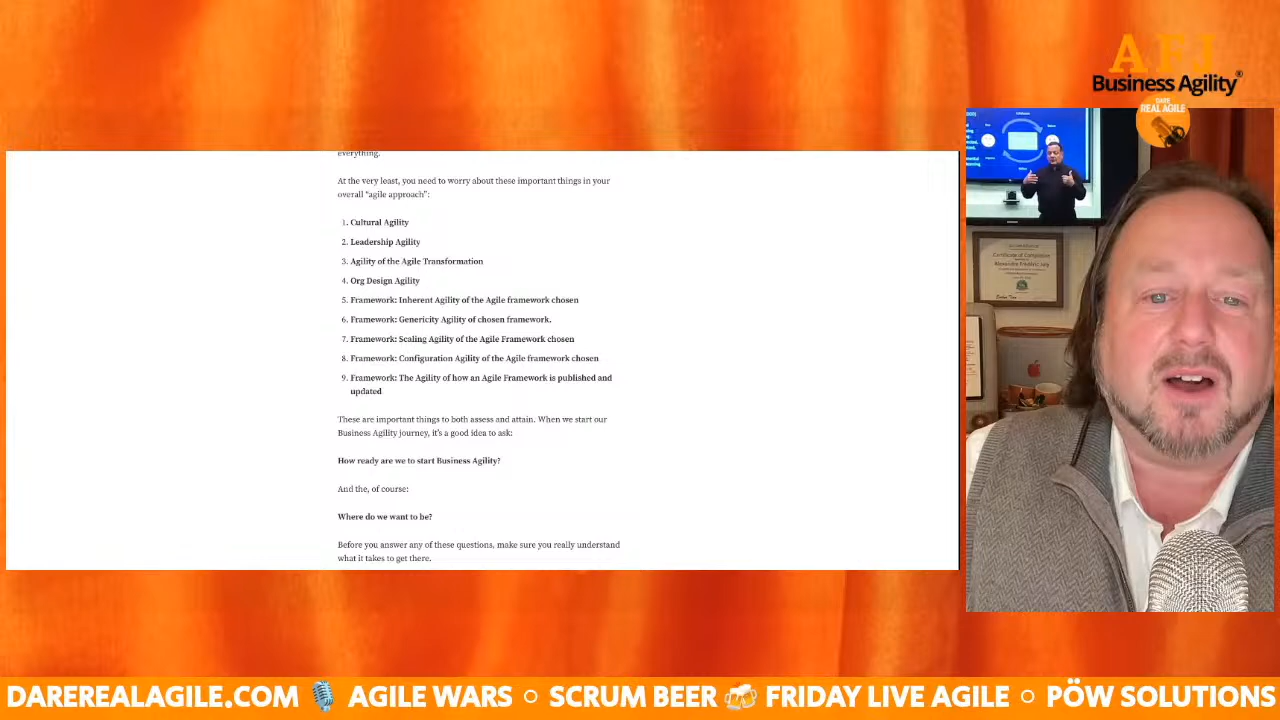 AFJ
Business Agility®
DARE
REAL AGILE
everything.
At the very least, you need to worry about these important things in your
overall “agile approach”:
1. Cultural Agility
2. Leadership Agility
3. Agility of the Agile Transformation
4. Org Design Agility
5. Framework: Inherent Agility of the Agile framework chosen
6. Framework: Genericity Agility of chosen framework.
7. Framework: Scaling Agility of the Agile Framework chosen
8. Framework: Configuration Agility of the Agile framework chosen
9. Framework: The Agility of how an Agile Framework is published and
updated
These are important things to both assess and attain. When we start our
Business Agility journey, it’s a good idea to ask:
How ready are we to start Business Agility?
And the, of course:
Where do we want to be?
Before you answer any of these questions, make sure you really understand
what it takes to get there.
Certificate of Completion
DAREREALAGILE.COM 🎙️ AGILE WARS ○ SCRUM BEER 🍻 FRIDAY LIVE AGILE ○ PÖW SOLUTIONS